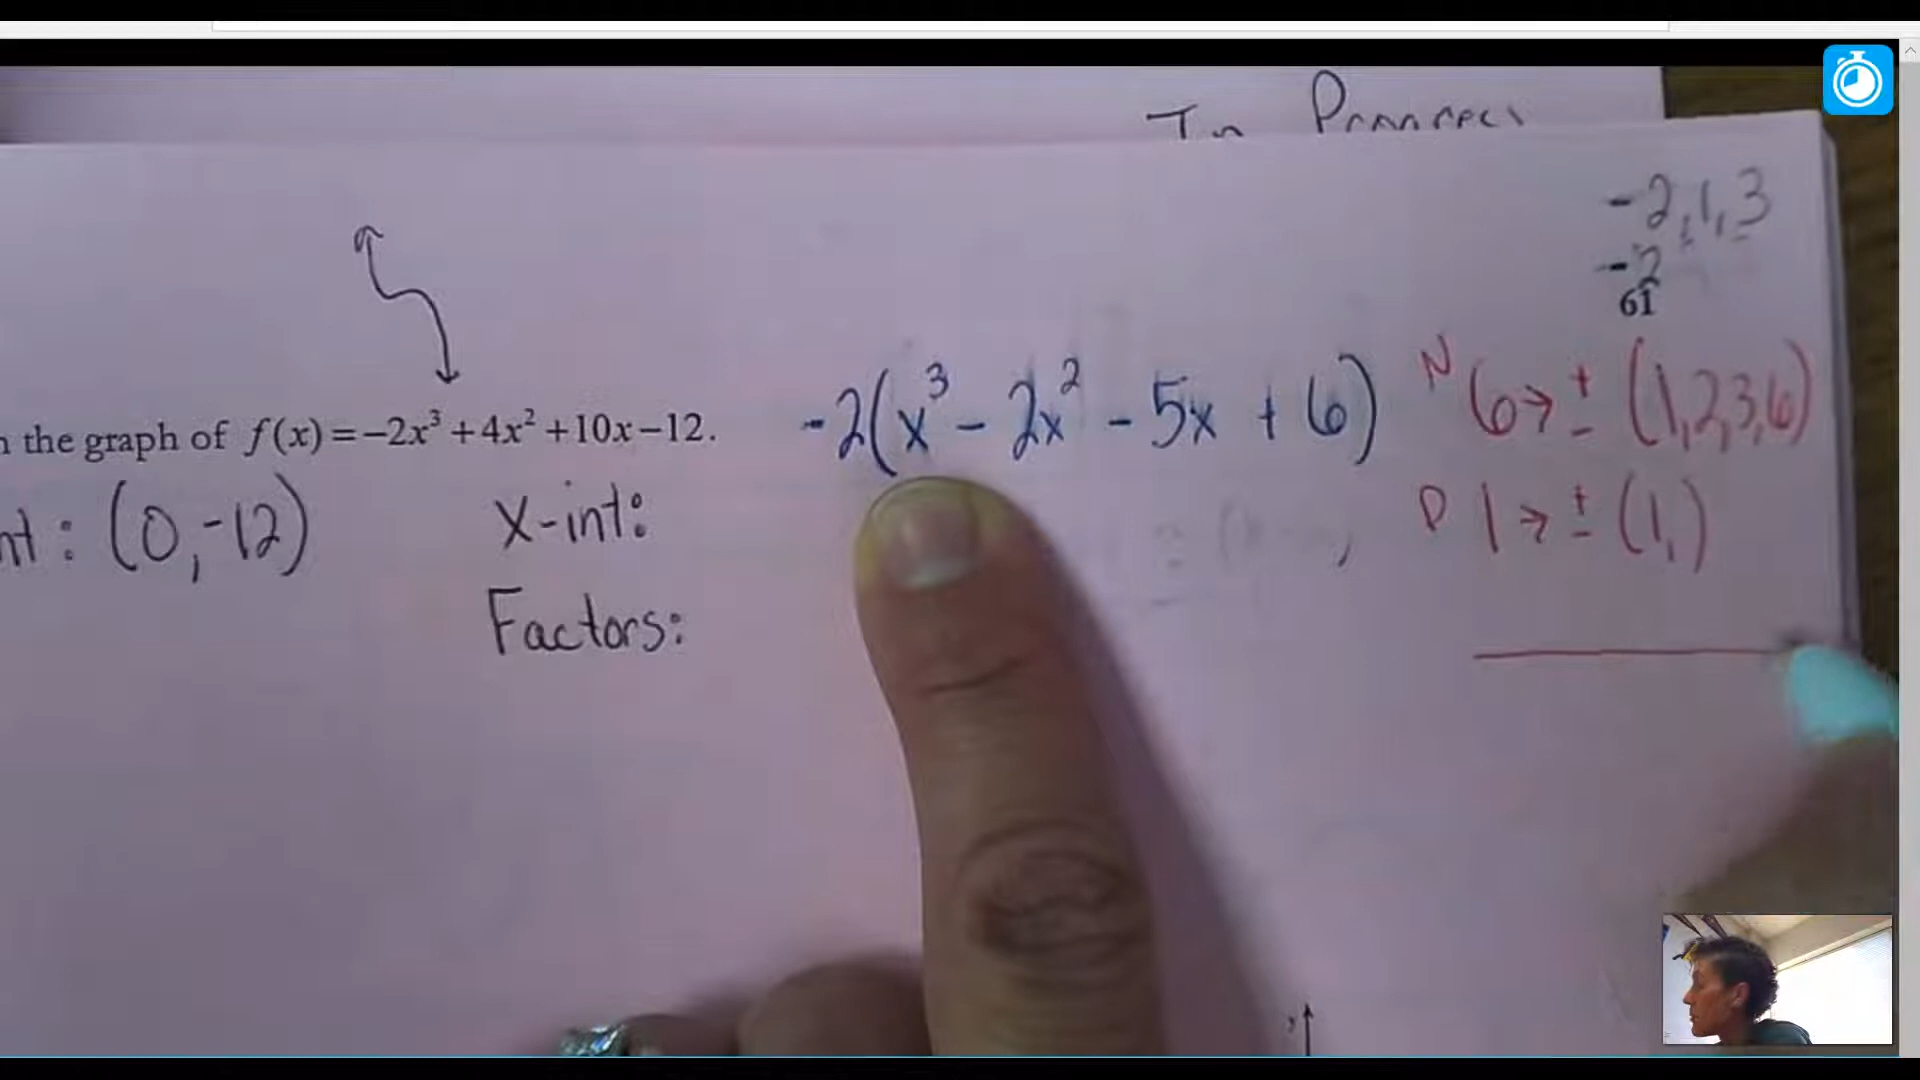 In Progress
-2, 1, 3
-2
61
-2(x³ - 2x² - 5x + 6)
N 6 → ± (1,2,3,6)
the graph of f(x)=−2x³+4x²+10x−12.
: (0,-12)
X-int:
D 1 → ± (1,)
Factors:
y